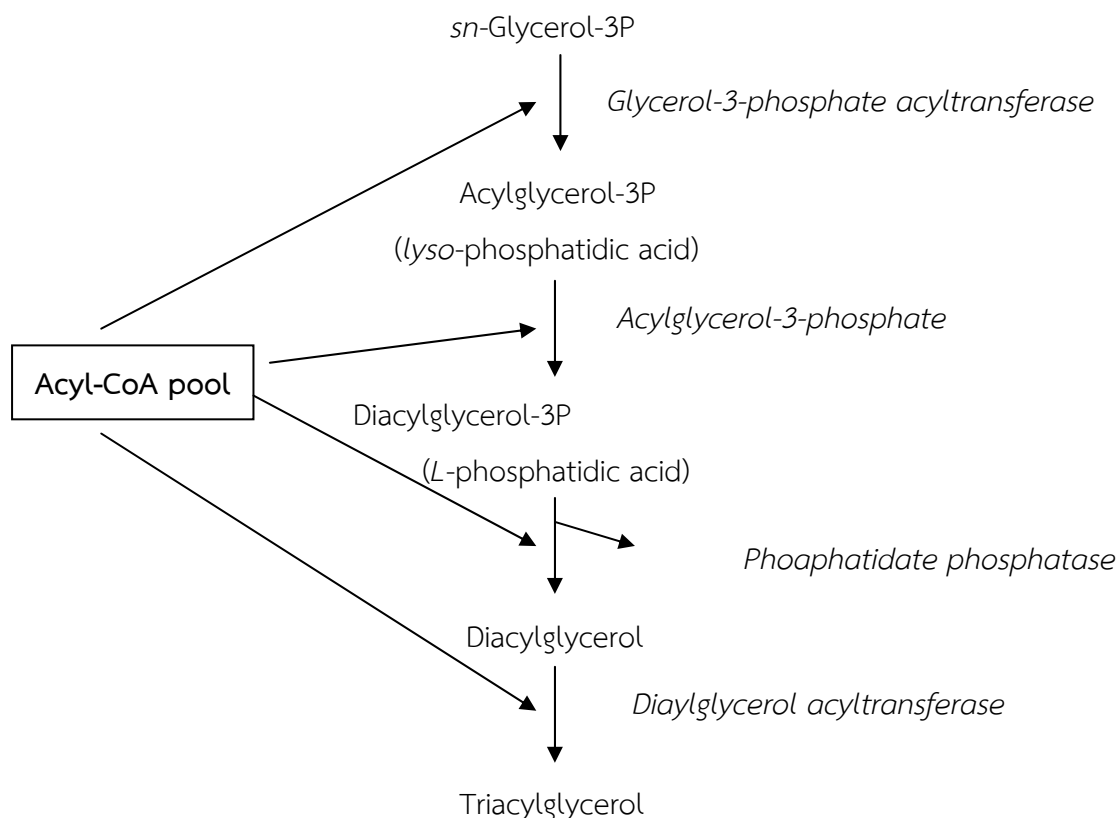 sn-Glycerol-3P
Glycerol-3-phosphate acyltransferase
Acylglycerol-3P
(lyso-phosphatidic acid)
Acylglycerol-3-phosphate
Acyl-CoA pool
Diacylglycerol-3P
(L-phosphatidic acid)
Phoaphatidate phosphatase
Diacylglycerol
Diaylglycerol acyltransferase
Triacylglycerol